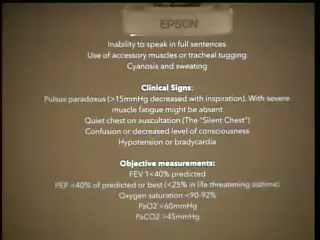 EPSON
Inability to speak in full sentences
Use of accessory muscles or tracheal tugging
Cyanosis and sweating
Clinical Signs:
Pulsus paradoxus (>15mmHg decreased with inspiration). With severe
muscle fatigue might be absent
Quiet chest on auscultation (The "Silent Chest")
Confusion or decreased level of consciousness
Hypotension or bradycardia
Objective measurements:
FEV 1<40% predicted
PEF <40% of predicted or best (<25% in life threatening asthma)
Oxygen saturation <90-92%
PaO2 <60mmHg
PaCO2 >45mmHg